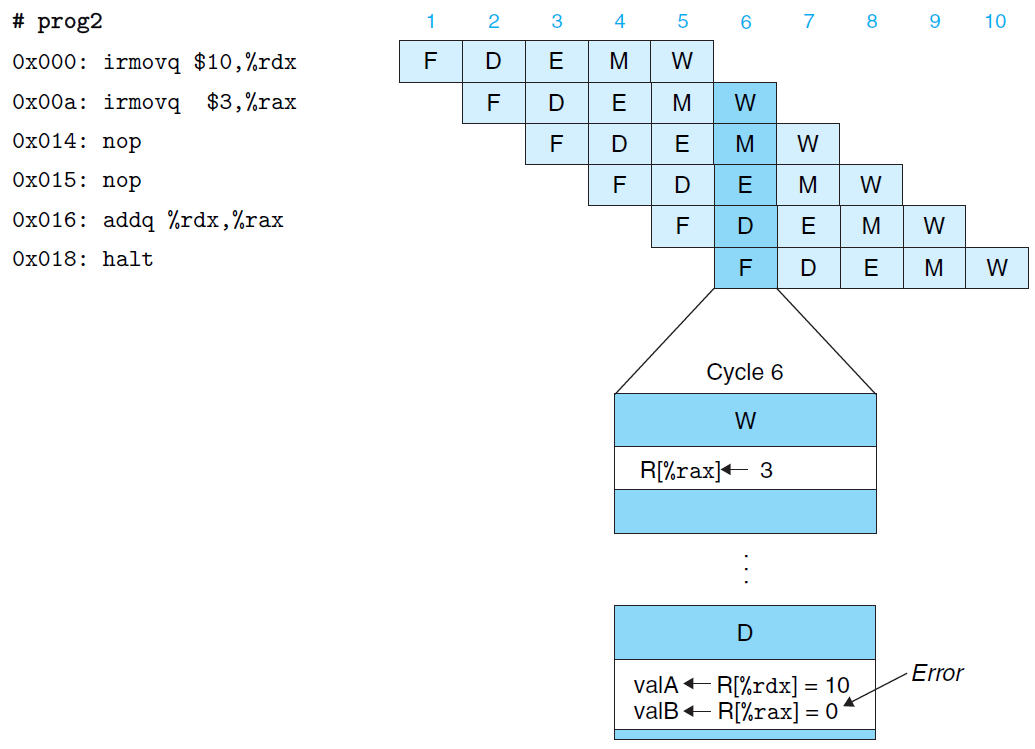 # prog2 1 2 3 4 5 6 7 8 9 10
0x000: irmovq $10,%rdx F D E M W
0x00a: irmovq  $3,%rax F D E M W
0x014: nop F D E M W
0x015: nop F D E M W
0x016: addq %rdx,%rax F D E M W
0x018: halt F D E M W
Cycle 6
W
R[%rax] ← 3
⋮
D
valA ← R[%rdx] = 10
valB ← R[%rax] = 0
Error